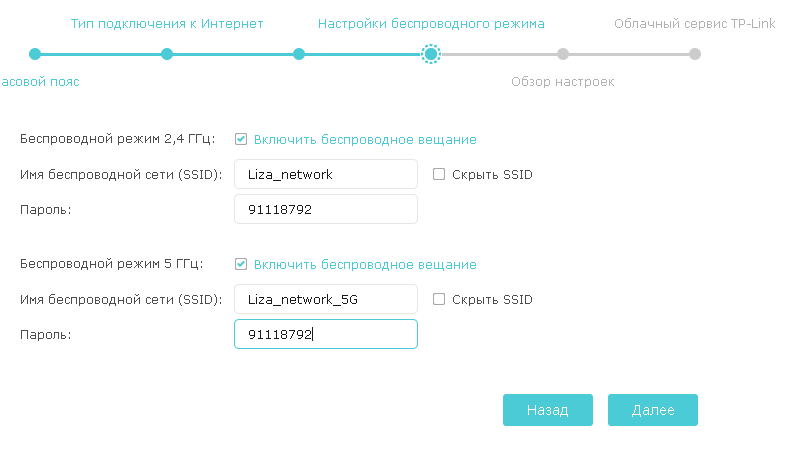 Тип подключения к Интернет
Настройки беспроводного режима
Облачный сервис TP-Link
асовой пояс
Обзор настроек
Беспроводной режим 2,4 ГГц:
Включить беспроводное вещание
Имя беспроводной сети (SSID):
Liza_network
Скрыть SSID
Пароль:
91118792
Беспроводной режим 5 ГГц:
Включить беспроводное вещание
Имя беспроводной сети (SSID):
Liza_network_5G
Скрыть SSID
Пароль:
91118792
Назад
Далее